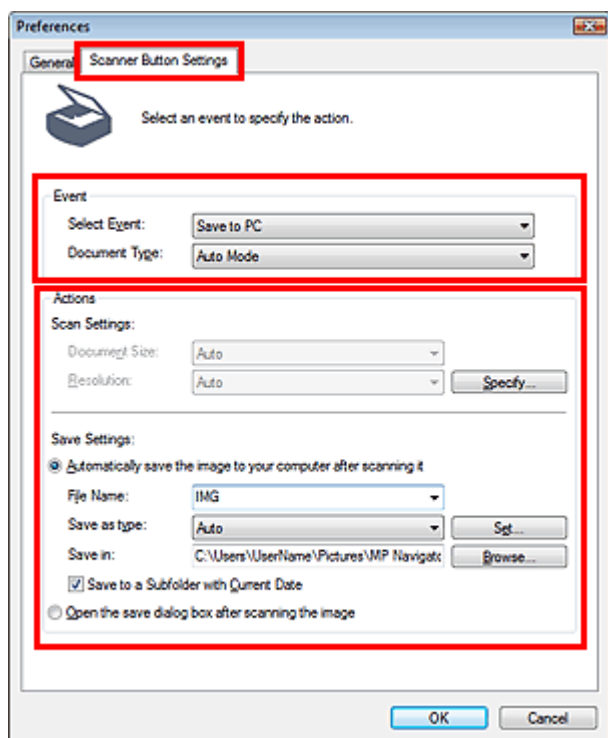 Preferences
General Scanner Button Settings
Select an event to specify the action.
Event
Select Event: Save to PC
Document Type: Auto Mode
Actions
Scan Settings:
Document Size: Auto
Resolution: Auto Specify...
Save Settings:
Automatically save the image to your computer after scanning it
File Name: IMG
Save as type: Auto Set...
Save in: C:\Users\UserName\Pictures\MP Navigato Browse...
Save to a Subfolder with Current Date
Open the save dialog box after scanning the image
OK Cancel